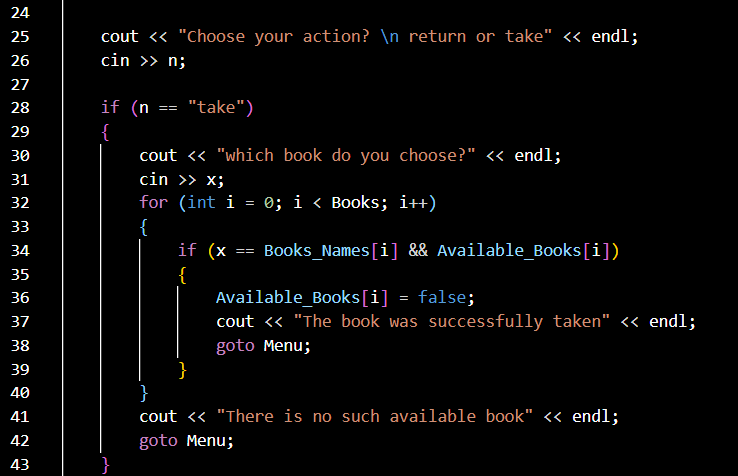 24
25 cout << "Choose your action? \n return or take" << endl;
26 cin >> n;
27
28 if (n == "take")
29 {
30 cout << "which book do you choose?" << endl;
31 cin >> x;
32 for (int i = 0; i < Books; i++)
33 {
34 if (x == Books_Names[i] && Available_Books[i])
35 {
36 Available_Books[i] = false;
37 cout << "The book was successfully taken" << endl;
38 goto Menu;
39 }
40 }
41 cout << "There is no such available book" << endl;
42 goto Menu;
43 }